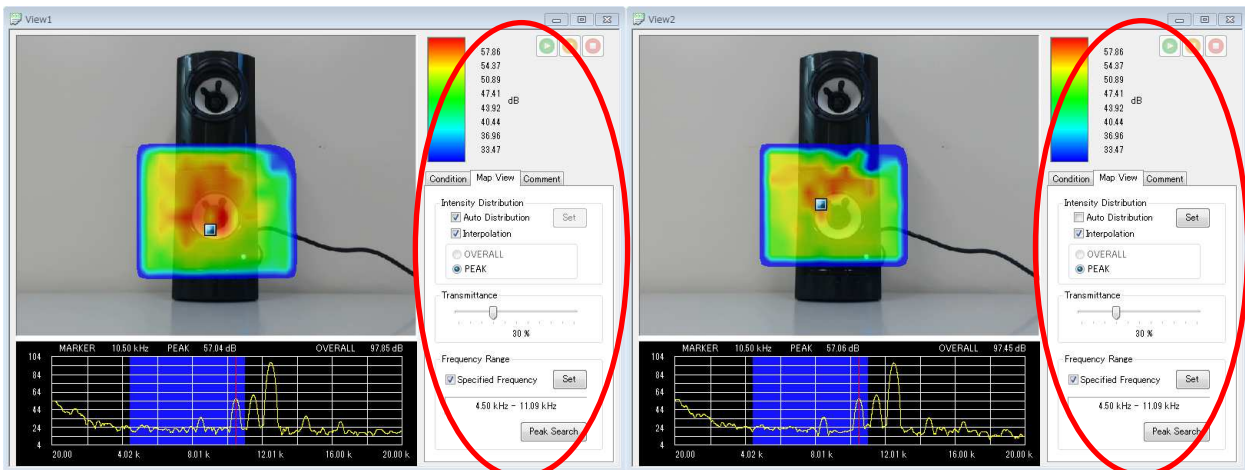 View1
57.86
54.37
50.89
47.41
43.92
40.44
36.96
33.47
dB
Condition Map View Comment
Intensity Distribution
Auto Distribution Set
Interpolation
OVERALL
PEAK
Transmittance
30 %
Frequency Range
Specified Frequency Set
4.50 kHz - 11.09 kHz
Peak Search
MARKER 10.50 kHz PEAK 57.04 dB OVERALL 97.85 dB
104
84
64
44
24
4
20.00 4.02 k 8.01 k 12.01 k 16.00 k 20.00 k
View2
57.86
54.37
50.89
47.41
43.92
40.44
36.96
33.47
dB
Condition Map View Comment
Intensity Distribution
Auto Distribution Set
Interpolation
OVERALL
PEAK
Transmittance
30 %
Frequency Range
Specified Frequency Set
4.50 kHz - 11.09 kHz
Peak Search
MARKER 10.50 kHz PEAK 57.06 dB OVERALL 97.45 dB
104
84
64
44
24
4
20.00 4.02 k 8.01 k 12.01 k 16.00 k 20.00 k